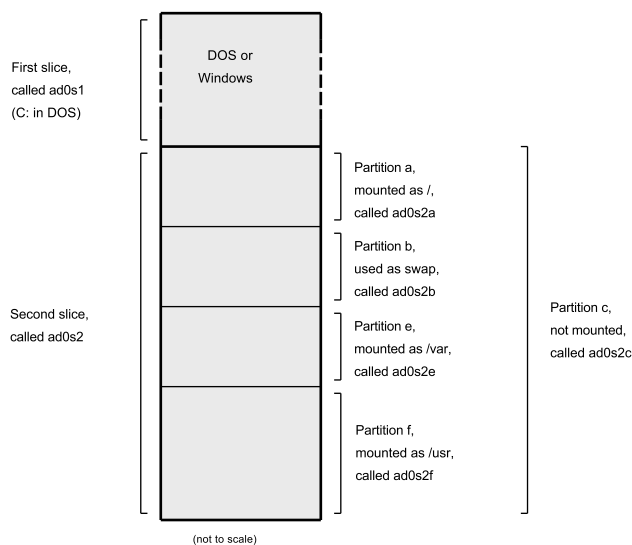 DOS or
Windows
First slice,
called ad0s1
(C: in DOS)
Partition a,
mounted as /,
called ad0s2a
Partition b,
used as swap,
called ad0s2b
Second slice,
called ad0s2
Partition c,
not mounted,
called ad0s2c
Partition e,
mounted as /var,
called ad0s2e
Partition f,
mounted as /usr,
called ad0s2f
(not to scale)